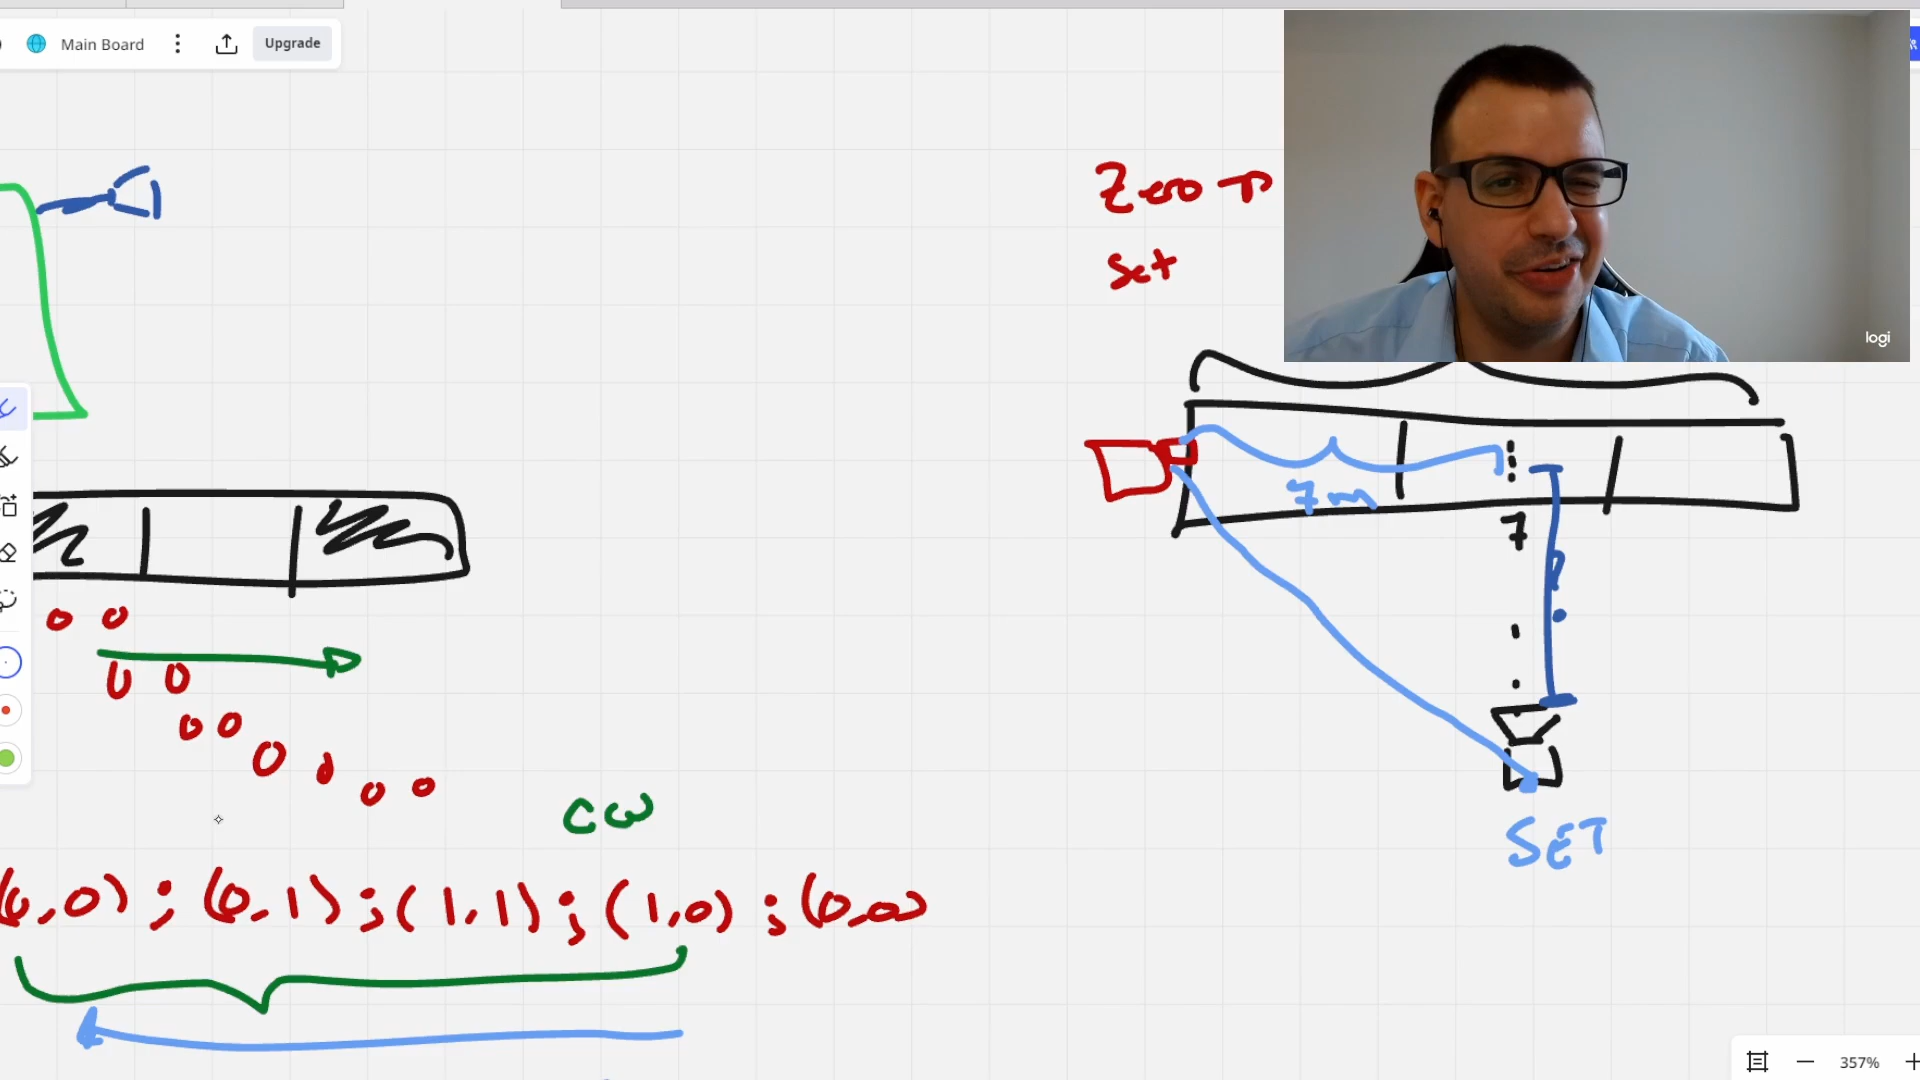 Main Board
Upgrade
Zero
Set
logi
7m
7
?
CW
(0,0) ; (0,1) ; (1,1) ; (1,0) ; (0,0)
SET
357%